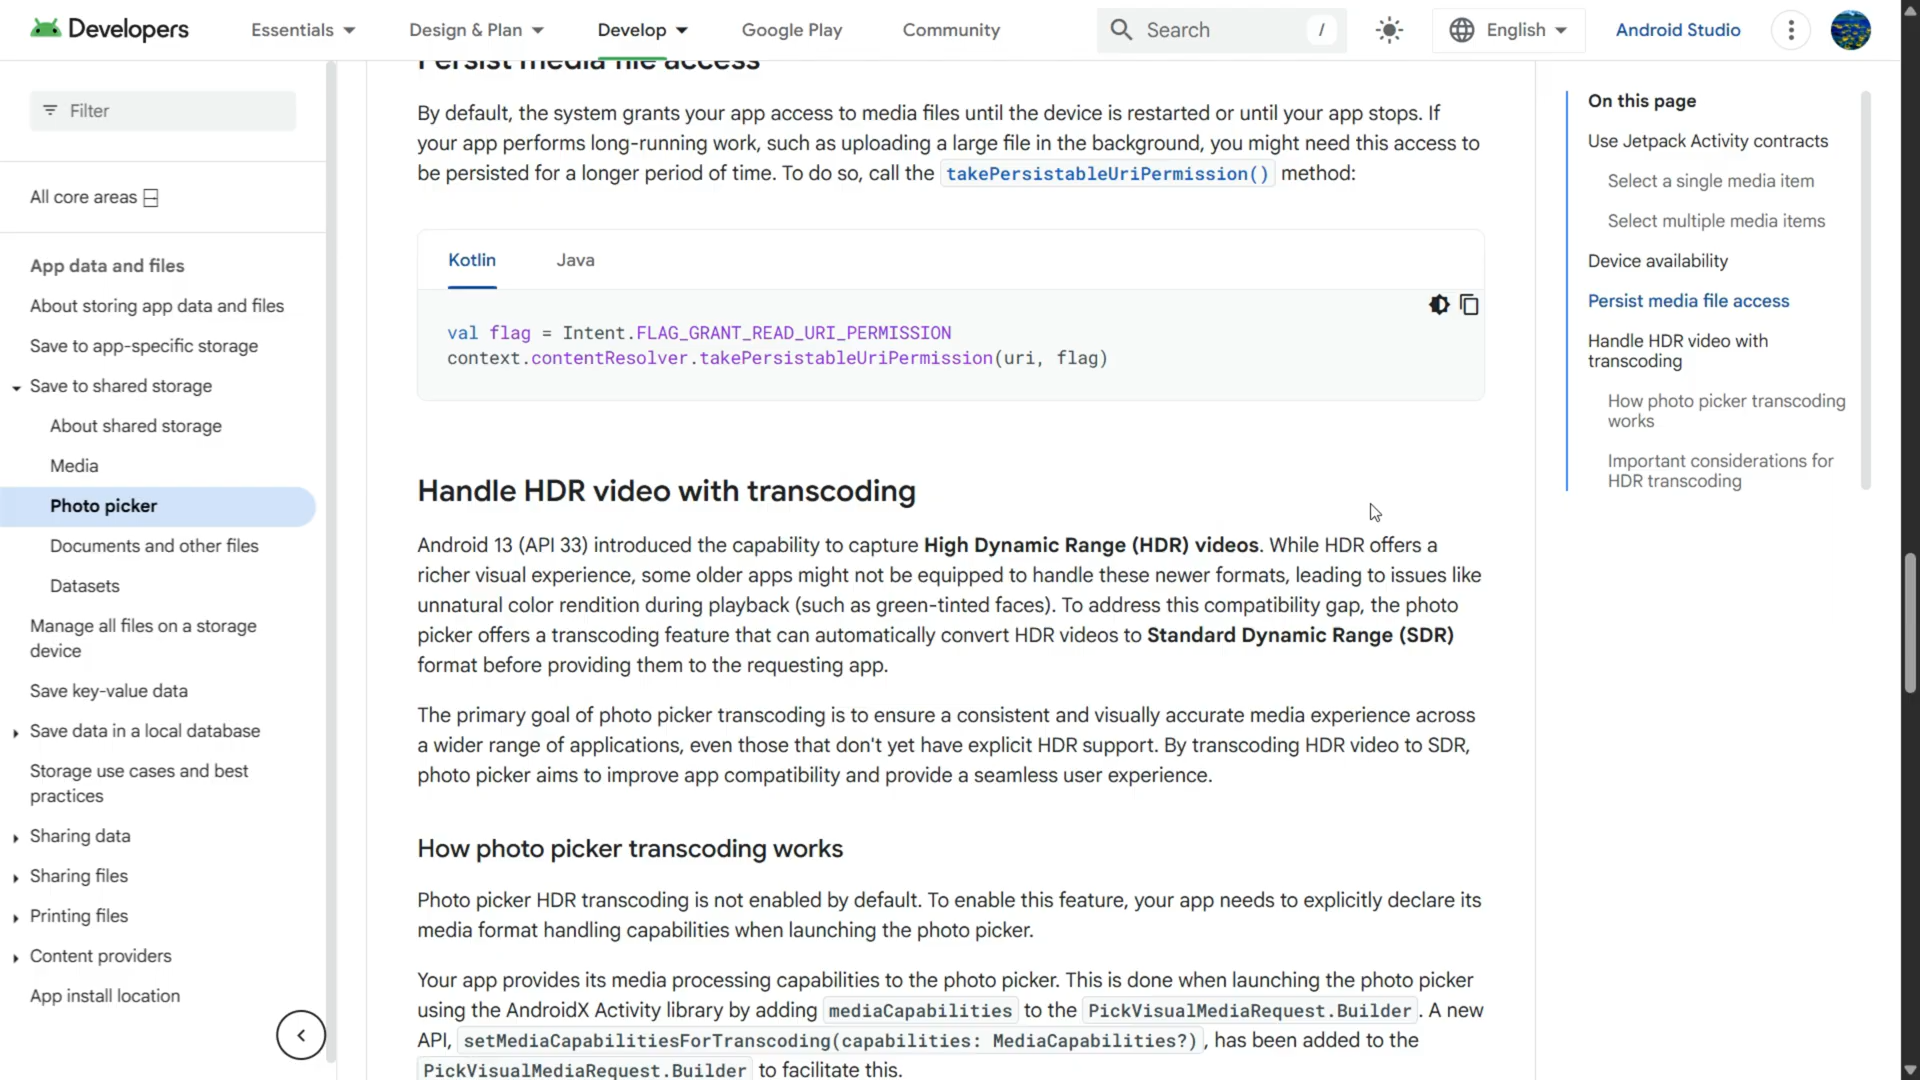 Developers
Essentials
Design & Plan
Develop
Google Play
Community
Search
/
English
Android Studio
Filter
All core areas
App data and files
About storing app data and files
Save to app-specific storage
Save to shared storage
About shared storage
Media
Photo picker
Documents and other files
Datasets
Manage all files on a storage
device
Save key-value data
Save data in a local database
Storage use cases and best
practices
Sharing data
Sharing files
Printing files
Content providers
App install location
Persist media file access
By default, the system grants your app access to media files until the device is restarted or until your app stops. If
your app performs long-running work, such as uploading a large file in the background, you might need this access to
be persisted for a longer period of time. To do so, call the takePersistableUriPermission() method:
Kotlin
Java
val flag = Intent.FLAG_GRANT_READ_URI_PERMISSION
context.contentResolver.takePersistableUriPermission(uri, flag)
Handle HDR video with transcoding
Android 13 (API 33) introduced the capability to capture High Dynamic Range (HDR) videos. While HDR offers a
richer visual experience, some older apps might not be equipped to handle these newer formats, leading to issues like
unnatural color rendition during playback (such as green-tinted faces). To address this compatibility gap, the photo
picker offers a transcoding feature that can automatically convert HDR videos to Standard Dynamic Range (SDR)
format before providing them to the requesting app.
The primary goal of photo picker transcoding is to ensure a consistent and visually accurate media experience across
a wider range of applications, even those that don't yet have explicit HDR support. By transcoding HDR video to SDR,
photo picker aims to improve app compatibility and provide a seamless user experience.
How photo picker transcoding works
Photo picker HDR transcoding is not enabled by default. To enable this feature, your app needs to explicitly declare its
media format handling capabilities when launching the photo picker.
Your app provides its media processing capabilities to the photo picker. This is done when launching the photo picker
using the AndroidX Activity library by adding mediaCapabilities to the PickVisualMediaRequest.Builder. A new
API, setMediaCapabilitiesForTranscoding(capabilities: MediaCapabilities?), has been added to the
PickVisualMediaRequest.Builder to facilitate this.
On this page
Use Jetpack Activity contracts
Select a single media item
Select multiple media items
Device availability
Persist media file access
Handle HDR video with
transcoding
How photo picker transcoding
works
Important considerations for
HDR transcoding